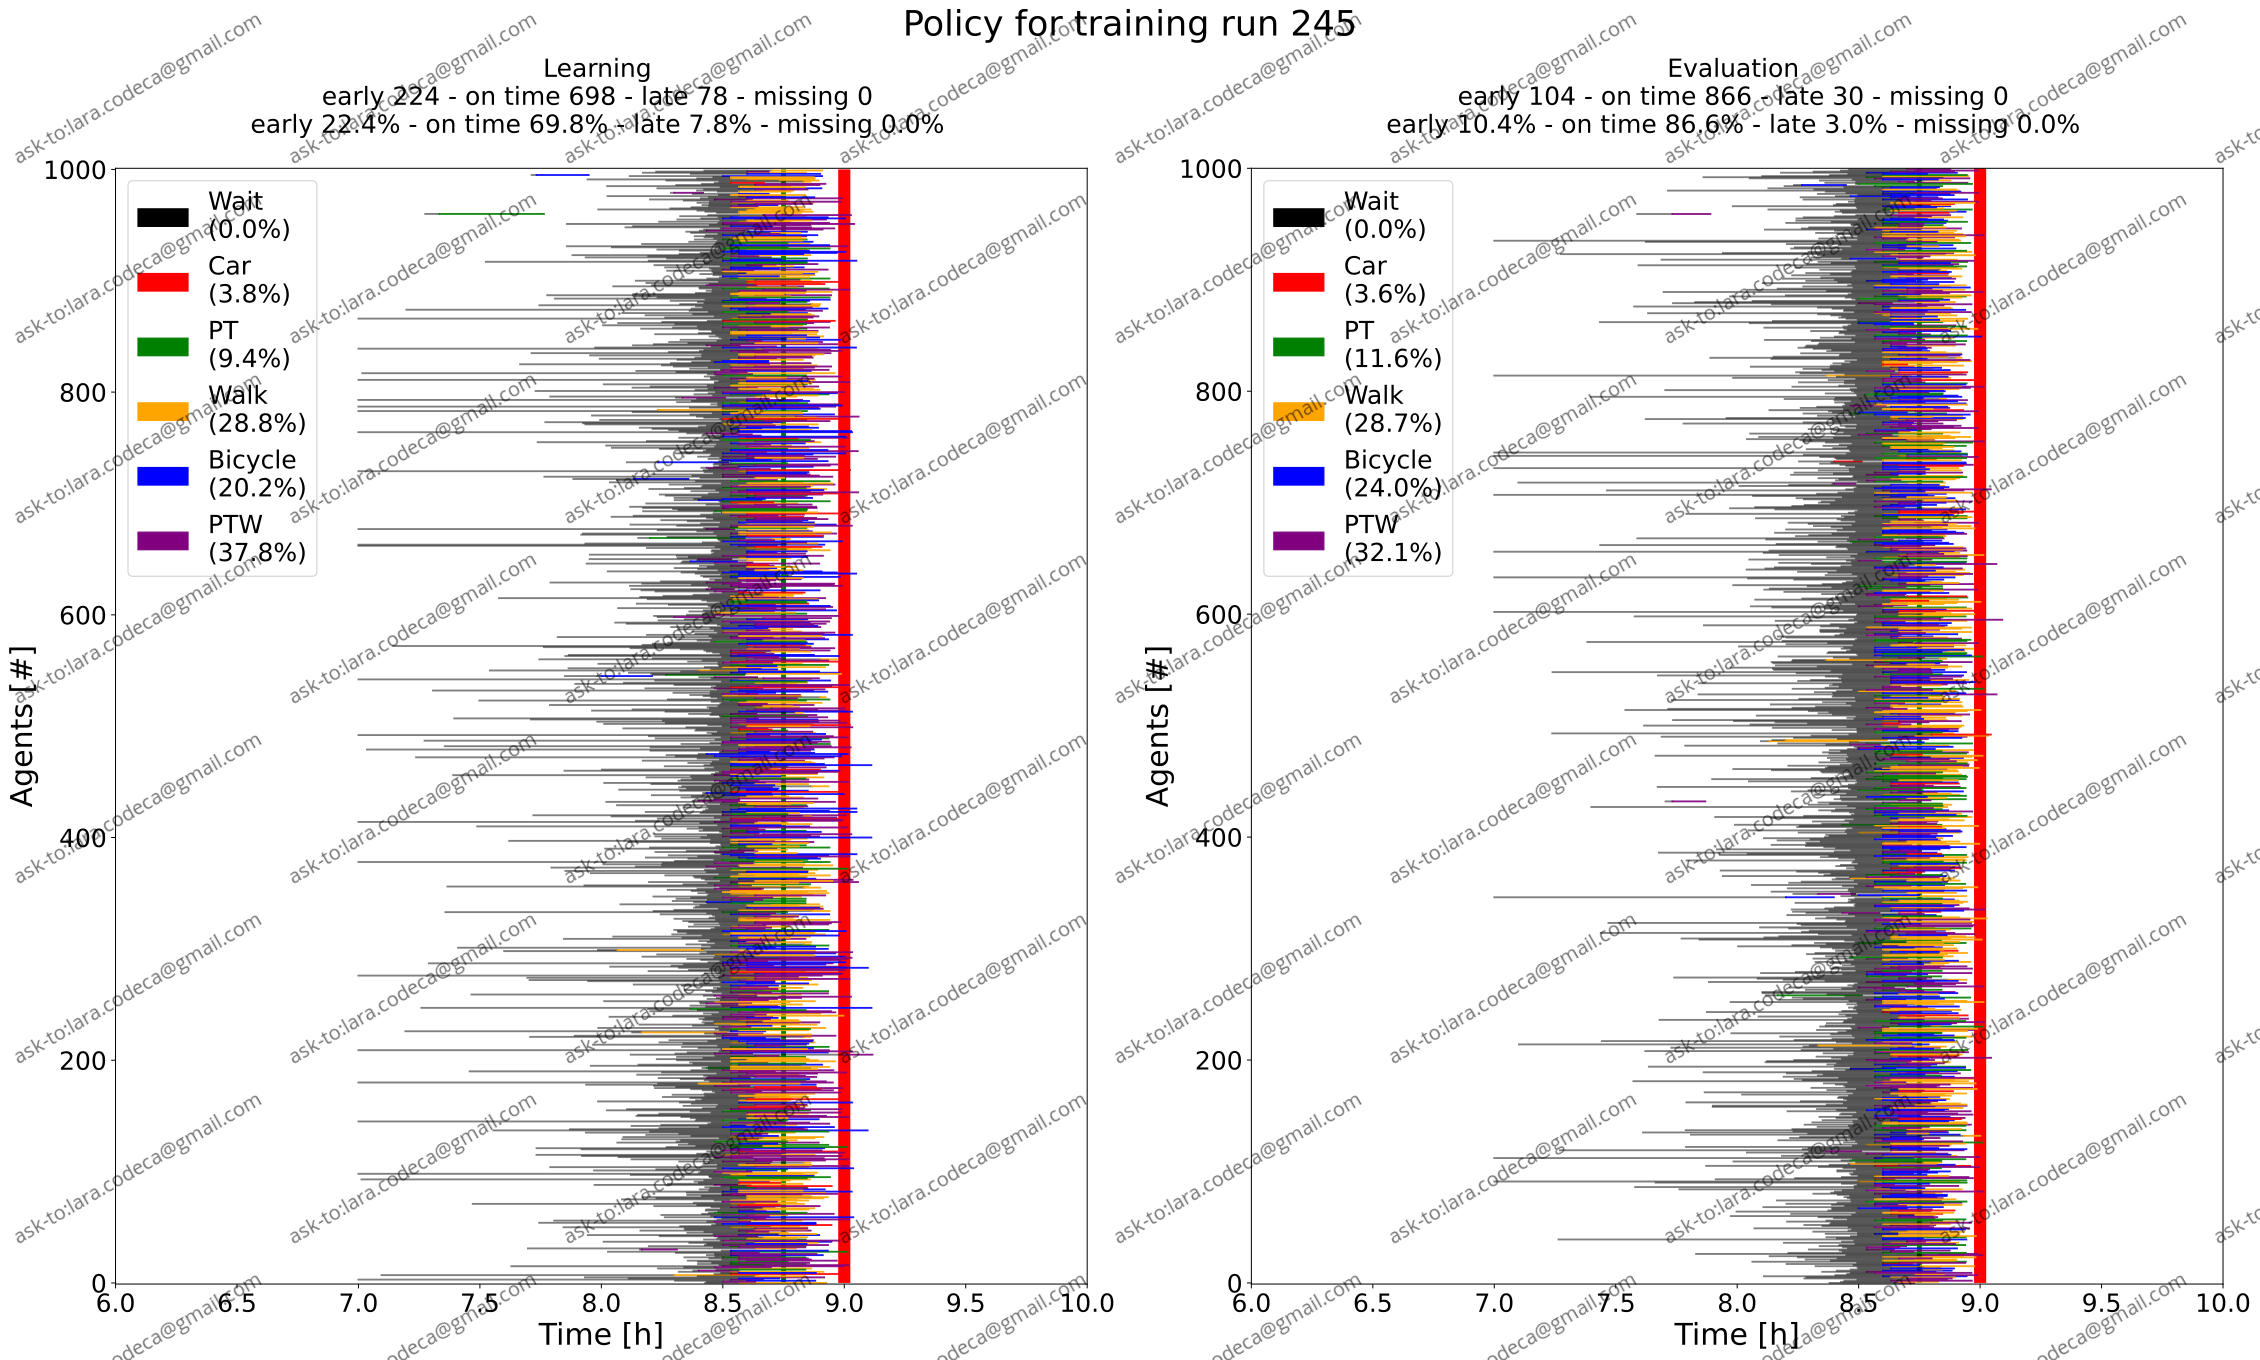 Policy for training run 245
Learning
early 224 - on time 698 - late 78 - missing 0
early 22.4% - on time 69.8% - late 7.8% - missing 0.0%
1000
800
600
400
200
0
Agents [#]
Wait
(0.0%)
Car
(3.8%)
PT
(9.4%)
Walk
(28.8%)
Bicycle
(20.2%)
PTW
(37.8%)
6.0 6.5 7.0 7.5 8.0 8.5 9.0 9.5 10.0
Time [h]
Evaluation
early 104 - on time 866 - late 30 - missing 0
early 10.4% - on time 86.6% - late 3.0% - missing 0.0%
1000
800
600
400
200
0
Agents [#]
Wait
(0.0%)
Car
(3.6%)
PT
(11.6%)
Walk
(28.7%)
Bicycle
(24.0%)
PTW
(32.1%)
6.0 6.5 7.0 7.5 8.0 8.5 9.0 9.5 10.0
Time [h]
ask-to:lara.codeca@gmail.com